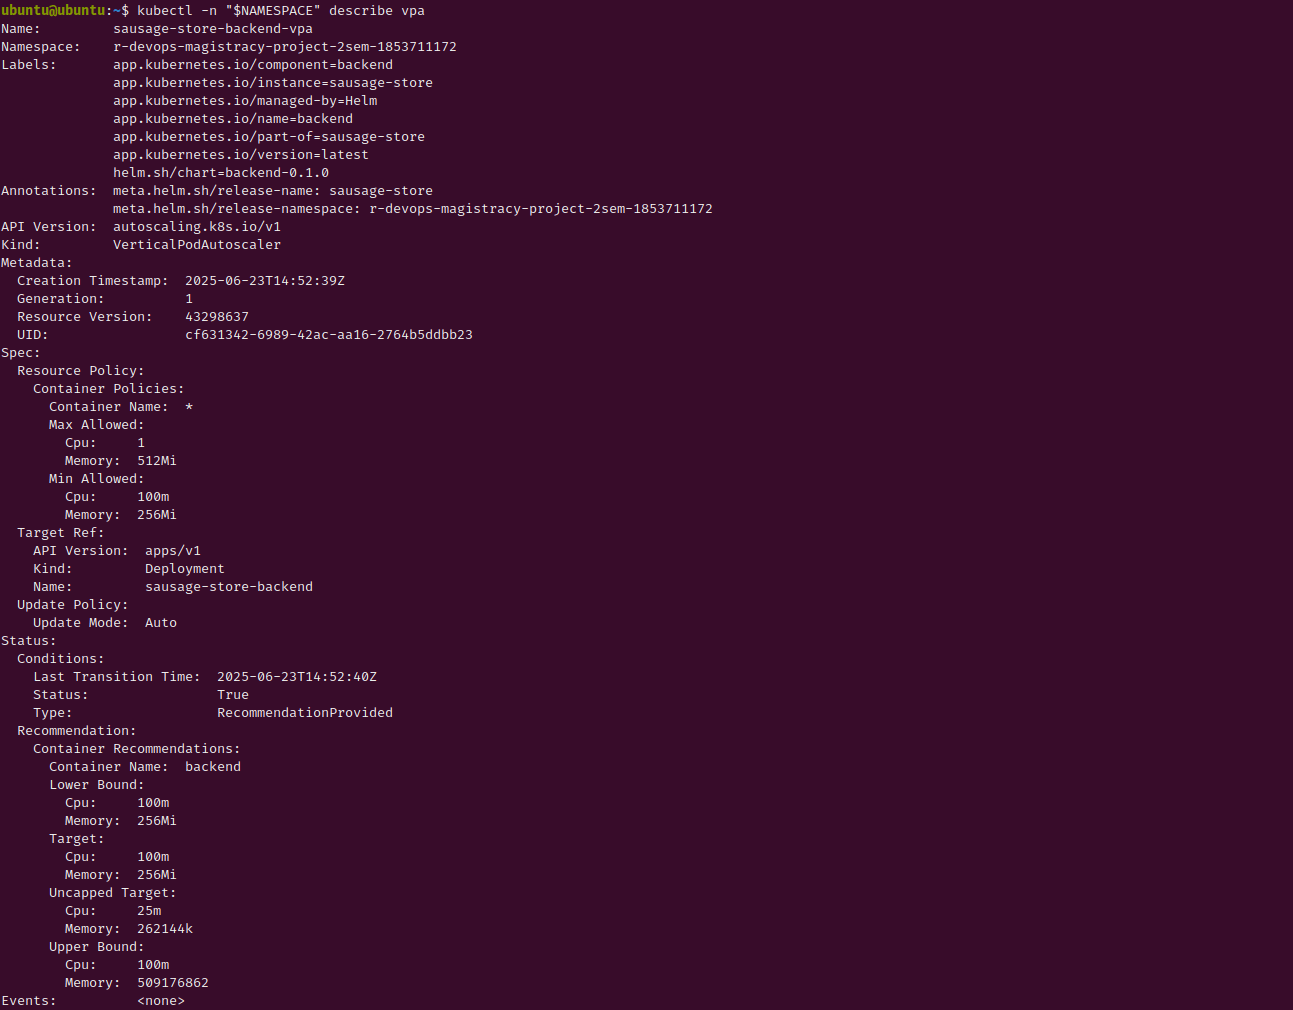 ubuntu@ubuntu:~$ kubectl -n "$NAMESPACE" describe vpa
Name:         sausage-store-backend-vpa
Namespace:    r-devops-magistracy-project-2sem-1853711172
Labels:       app.kubernetes.io/component=backend
              app.kubernetes.io/instance=sausage-store
              app.kubernetes.io/managed-by=Helm
              app.kubernetes.io/name=backend
              app.kubernetes.io/part-of=sausage-store
              app.kubernetes.io/version=latest
              helm.sh/chart=backend-0.1.0
Annotations:  meta.helm.sh/release-name: sausage-store
              meta.helm.sh/release-namespace: r-devops-magistracy-project-2sem-1853711172
API Version:  autoscaling.k8s.io/v1
Kind:         VerticalPodAutoscaler
Metadata:
  Creation Timestamp:  2025-06-23T14:52:39Z
  Generation:          1
  Resource Version:    43298637
  UID:                 cf631342-6989-42ac-aa16-2764b5ddbb23
Spec:
  Resource Policy:
    Container Policies:
      Container Name:  *
      Max Allowed:
        Cpu:     1
        Memory:  512Mi
      Min Allowed:
        Cpu:     100m
        Memory:  256Mi
  Target Ref:
    API Version:  apps/v1
    Kind:         Deployment
    Name:         sausage-store-backend
  Update Policy:
    Update Mode:  Auto
Status:
  Conditions:
    Last Transition Time:  2025-06-23T14:52:40Z
    Status:                True
    Type:                  RecommendationProvided
  Recommendation:
    Container Recommendations:
      Container Name:  backend
      Lower Bound:
        Cpu:     100m
        Memory:  256Mi
      Target:
        Cpu:     100m
        Memory:  256Mi
      Uncapped Target:
        Cpu:     25m
        Memory:  262144k
      Upper Bound:
        Cpu:     100m
        Memory:  509176862
Events:          <none>